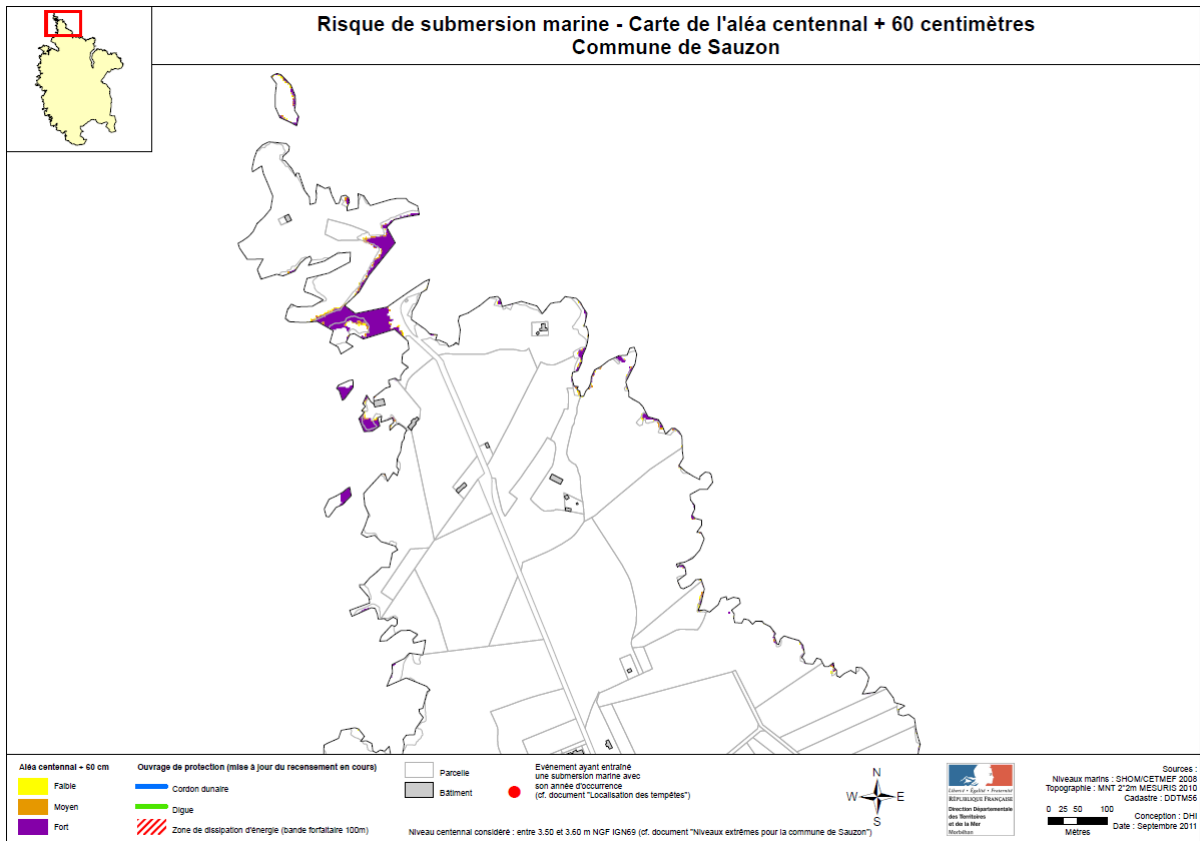 Risque de submersion marine - Carte de l'aléa centennal + 60 centimètres
Commune de Sauzon
Aléa centennal + 60 cm
Faible
Moyen
Fort
Ouvrage de protection (mise à jour du recensement en cours)
Cordon dunaire
Digue
Zone de dissipation d'énergie (bande forfaitaire 100m)
Parcelle
Bâtiment
Evénement ayant entraîné
une submersion marine avec
son année d'occurrence
(cf. document "Localisation des tempêtes")
Niveau centennal considéré : entre 3.50 et 3.60 m NGF IGN69 (cf. document "Niveaux extrêmes pour la commune de Sauzon")
N
W E
S
Liberté • Égalité • Fraternité
RÉPUBLIQUE FRANÇAISE
Direction Départementale
des Territoires
et de la Mer
Morbihan
Sources :
Niveaux marins : SHOM/CETMEF 2008
Topographie : MNT 2*2m MESURIS 2010
Cadastre : DDTM56
0 25 50 100
Mètres
Conception : DHI
Date : Septembre 2011